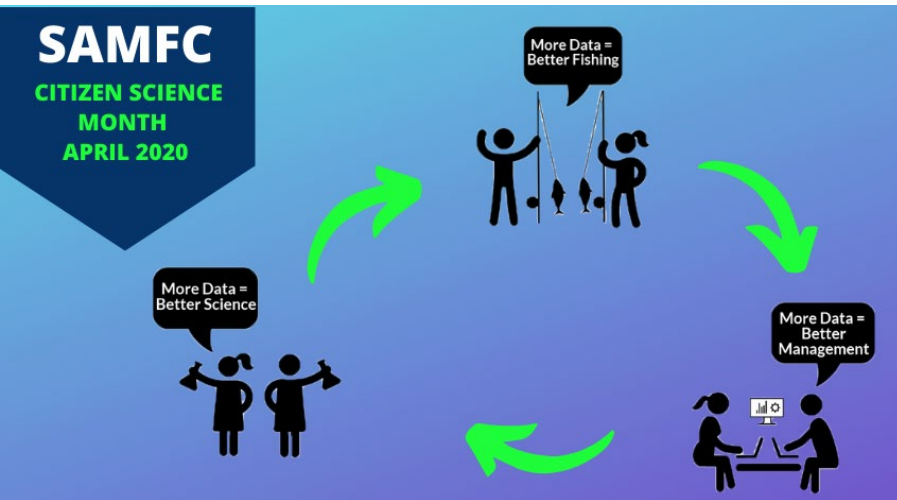 SAMFC
CITIZEN SCIENCE
MONTH
APRIL 2020
More Data =
Better Fishing
More Data =
Better Science
More Data =
Better
Management